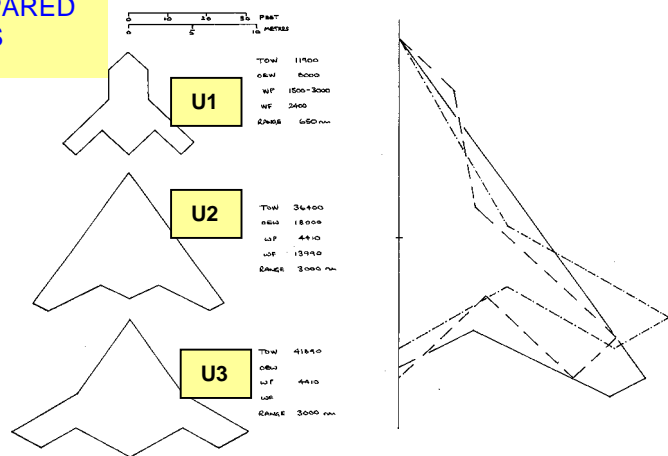 PARED
S
0 10 20 30 FEET
0 5 10 METRES
U1
TOW 11900
OEW 8000
WP 1500-3000
WF 2400
RANGE 650 nm
U2
TOW 36400
OEW 18000
WP 4410
WF 13990
RANGE 3000 nm
U3
TOW 41890
OEW
WP 4410
WF
RANGE 3000 nm